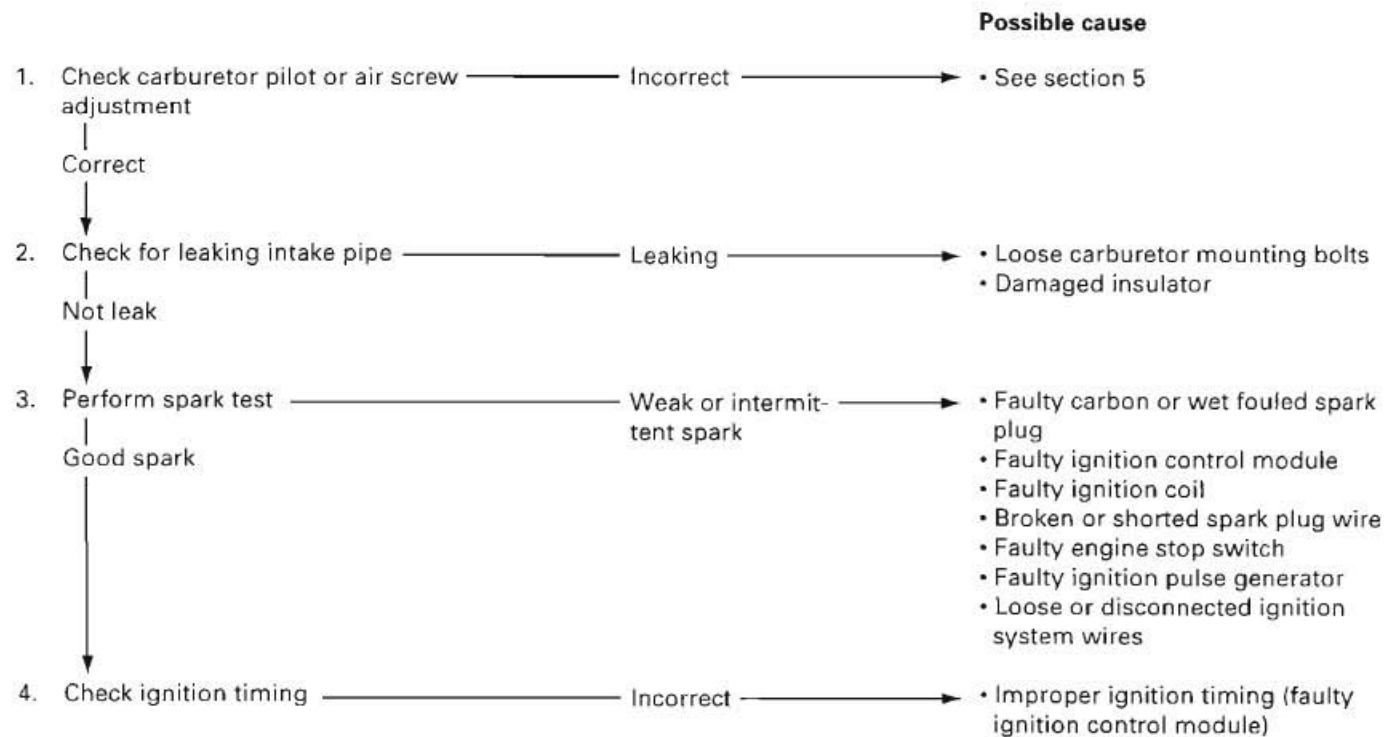 Possible cause
1. Check carburetor pilot or air screw adjustment
Incorrect
• See section 5
Correct
2. Check for leaking intake pipe
Leaking
• Loose carburetor mounting bolts
• Damaged insulator
Not leak
3. Perform spark test
Weak or intermit-
tent spark
• Faulty carbon or wet fouled spark
plug
• Faulty ignition control module
• Faulty ignition coil
• Broken or shorted spark plug wire
• Faulty engine stop switch
• Faulty ignition pulse generator
• Loose or disconnected ignition
system wires
Good spark
4. Check ignition timing
Incorrect
• Improper ignition timing (faulty
ignition control module)